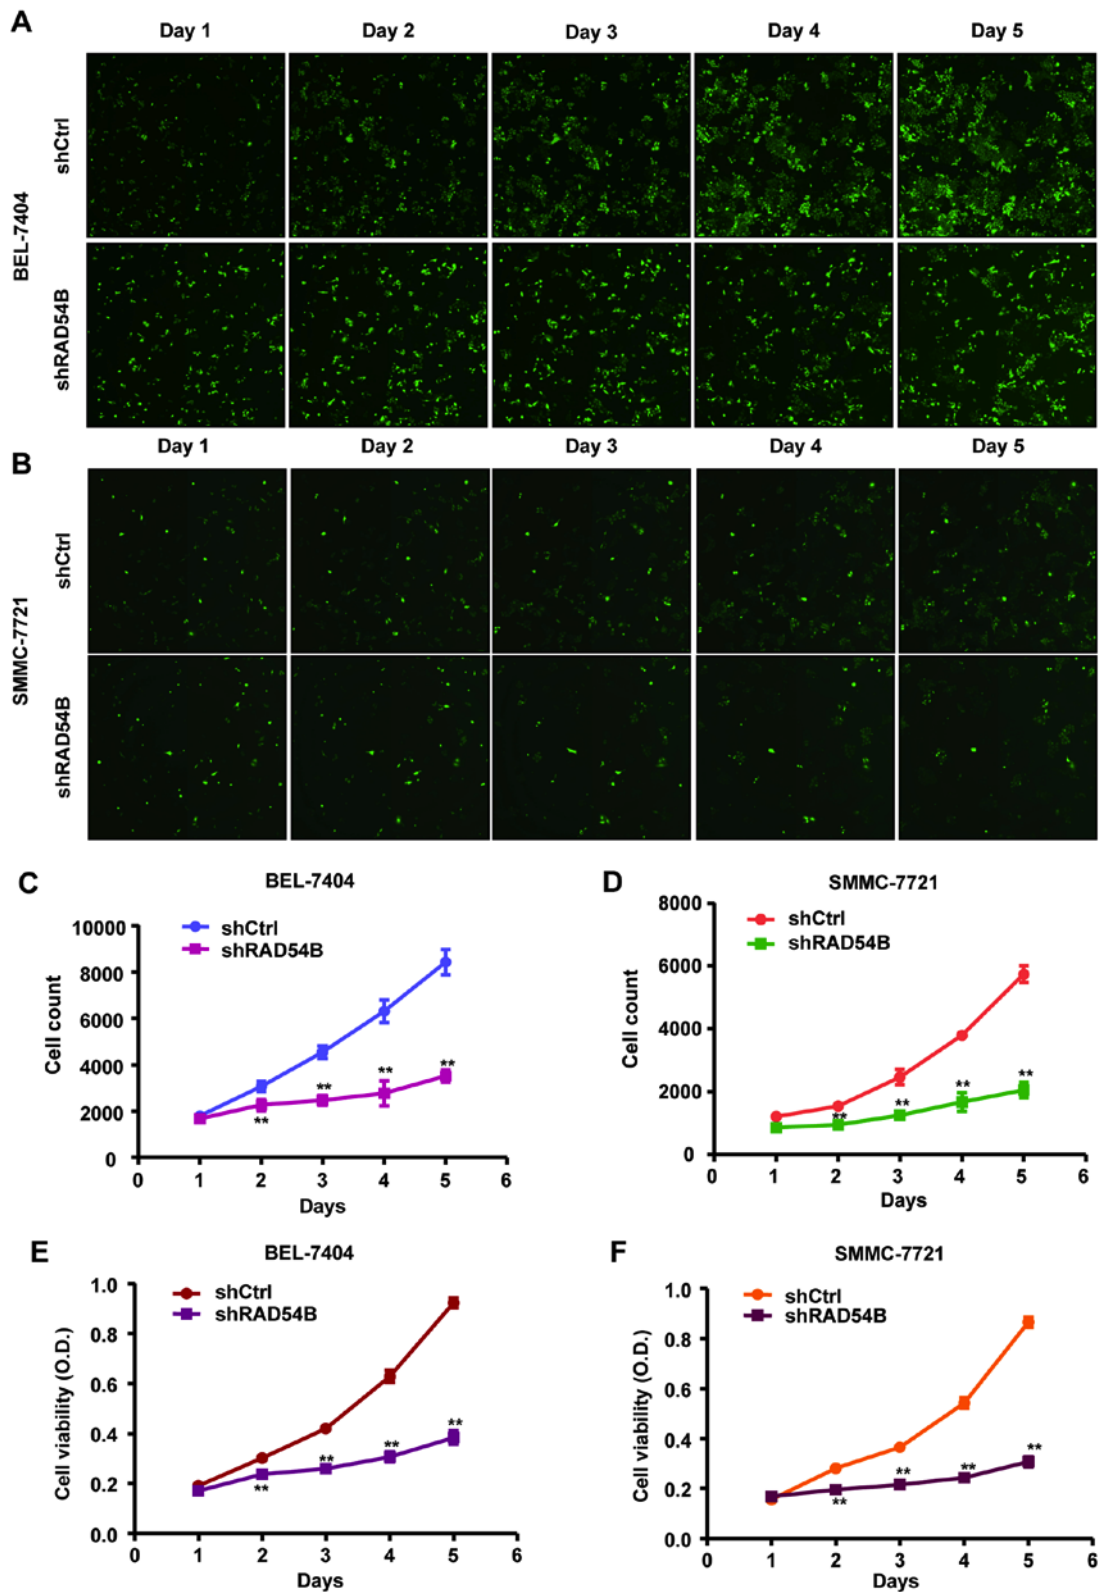 A
Day 1 Day 2 Day 3 Day 4 Day 5
BEL-7404
shCtrl
shRAD54B
B
Day 1 Day 2 Day 3 Day 4 Day 5
SMMC-7721
shCtrl
shRAD54B
C
BEL-7404
shCtrl
shRAD54B
Cell count
10000
8000
6000
4000
2000
0
** ** ** **
0 1 2 3 4 5 6
Days
D
SMMC-7721
shCtrl
shRAD54B
Cell count
8000
6000
4000
2000
0
** ** ** **
0 1 2 3 4 5 6
Days
E
BEL-7404
shCtrl
shRAD54B
Cell viability (O.D.)
1.0
0.8
0.6
0.4
0.2
0.0
** ** ** **
0 1 2 3 4 5 6
Days
F
SMMC-7721
shCtrl
shRAD54B
Cell viability (O.D.)
1.0
0.8
0.6
0.4
0.2
0.0
** ** ** **
0 1 2 3 4 5 6
Days